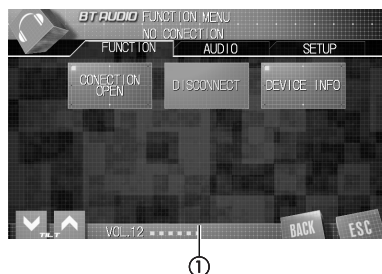 BT AUDIO FUNCTION MENU
NO CONECTION
FUNCTION AUDIO SETUP
CONECTION OPEN
DISCONNECT
DEVICE INFO
TILT
VOL.12
BACK
ESC
①